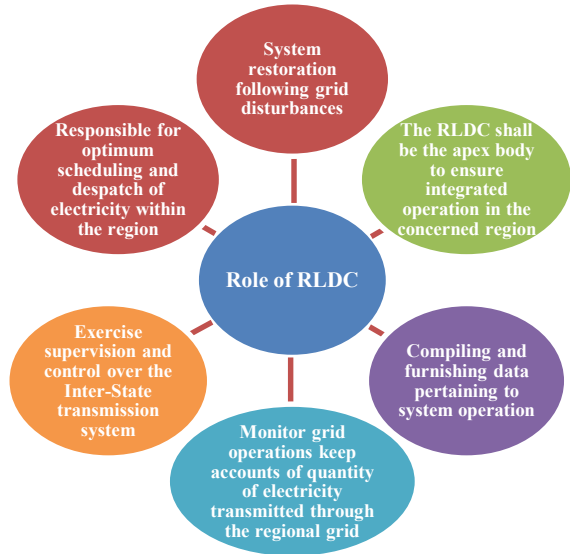 System
restoration
following grid
disturbances
Responsible for
optimum
scheduling and
despatch of
electricity within
the region
The RLDC shall
be the apex body
to ensure
integrated
operation in the
concerned region
Role of RLDC
Exercise
supervision and
control over the
Inter-State
transmission
system
Compiling and
furnishing data
pertaining to
system operation
Monitor grid
operations keep
accounts of quantity
of electricity
transmitted through
the regional grid